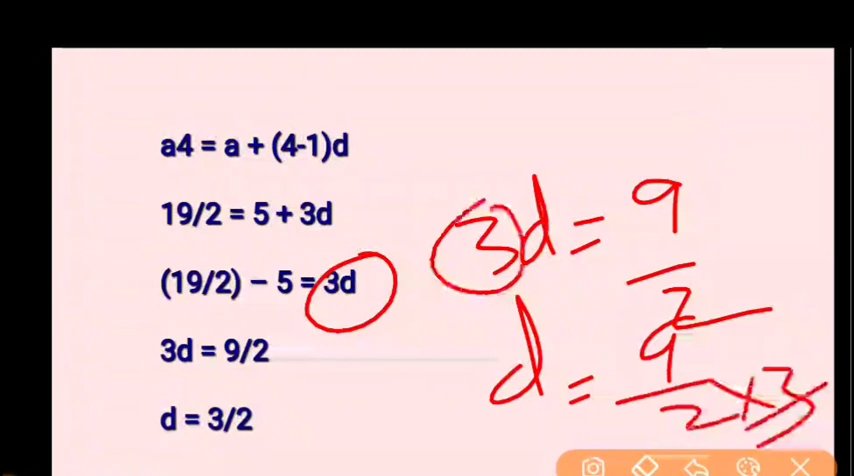 a4 = a + (4-1)d
19/2 = 5 + 3d
(19/2) – 5 = 3d
3d = 9/2
d = 3/2
3d = 9/2
d = 9/2×3